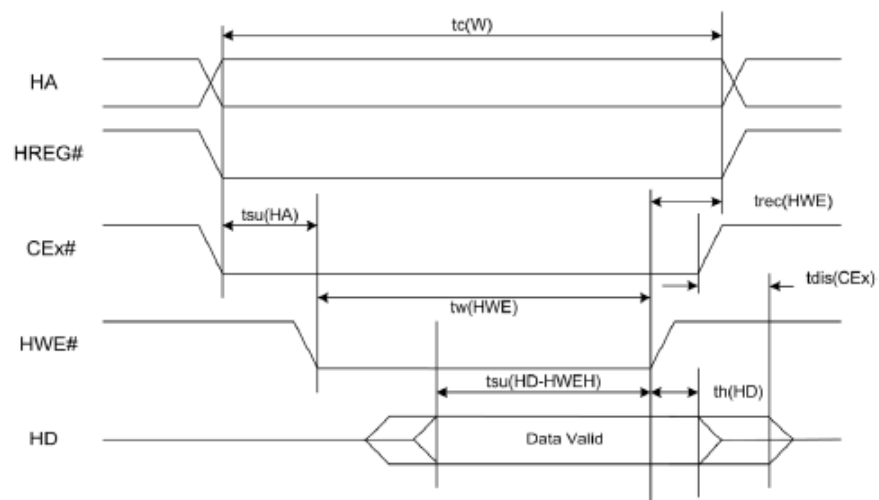 tc(W)
HA
HREG#
tsu(HA)
trec(HWE)
CEx#
tdis(CEx)
tw(HWE)
HWE#
tsu(HD-HWEH)
th(HD)
HD
Data Valid